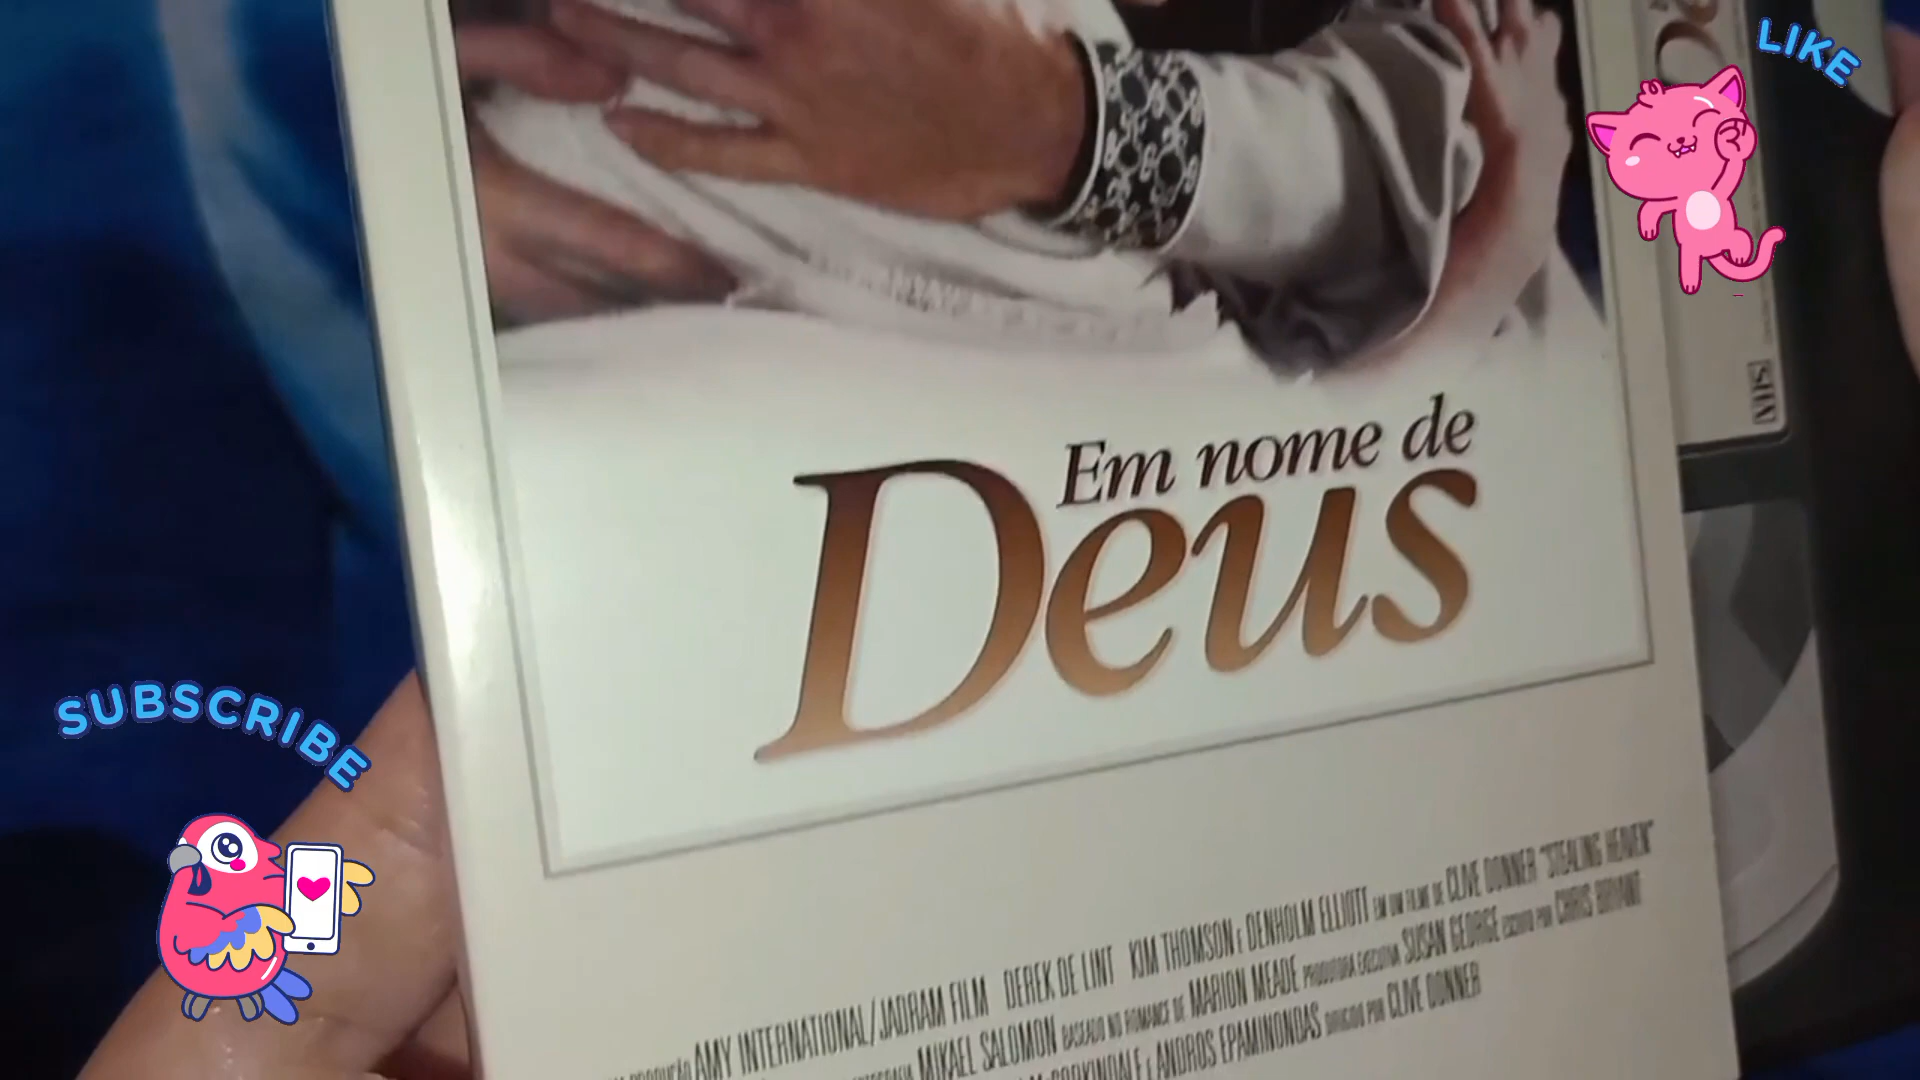 LIKE
VHS
Em nome de
Deus
SUBSCRIBE
AMY INTERNATIONAL/JADRAM FILM DEREK DE LINT KIM THOMSON E DENHOLM ELLIOTT EM UM FILME DE CLIVE DONNER "STEALING HEAVEN"
MIKAEL SALOMON BASEADO NO ROMANCE DE MARION MEADE PRODUTORA EXECUTIVA SUSAN GEORGE ESCRITO POR CHRIS BRYANT
E ANDROS EPAMINONDAS DIRIGIDO POR CLIVE DONNER